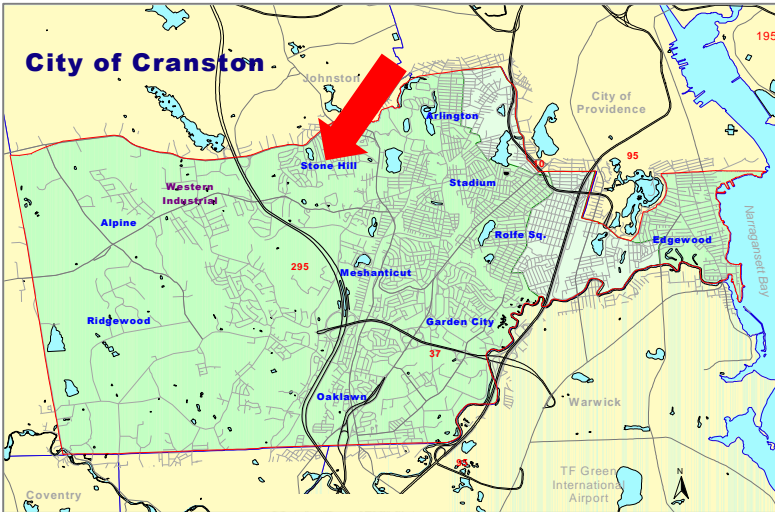 195
City of Cranston
Johnston
City of
Providence
Arlington
10
95
Stone Hill
Western
Industrial
Stadium
Alpine
Rolfe Sq.
Edgewood
Narragansett Bay
295
Meshanticut
Ridgewood
Garden City
37
Oaklawn
Warwick
95
TF Green
International
Airport
N
Coventry